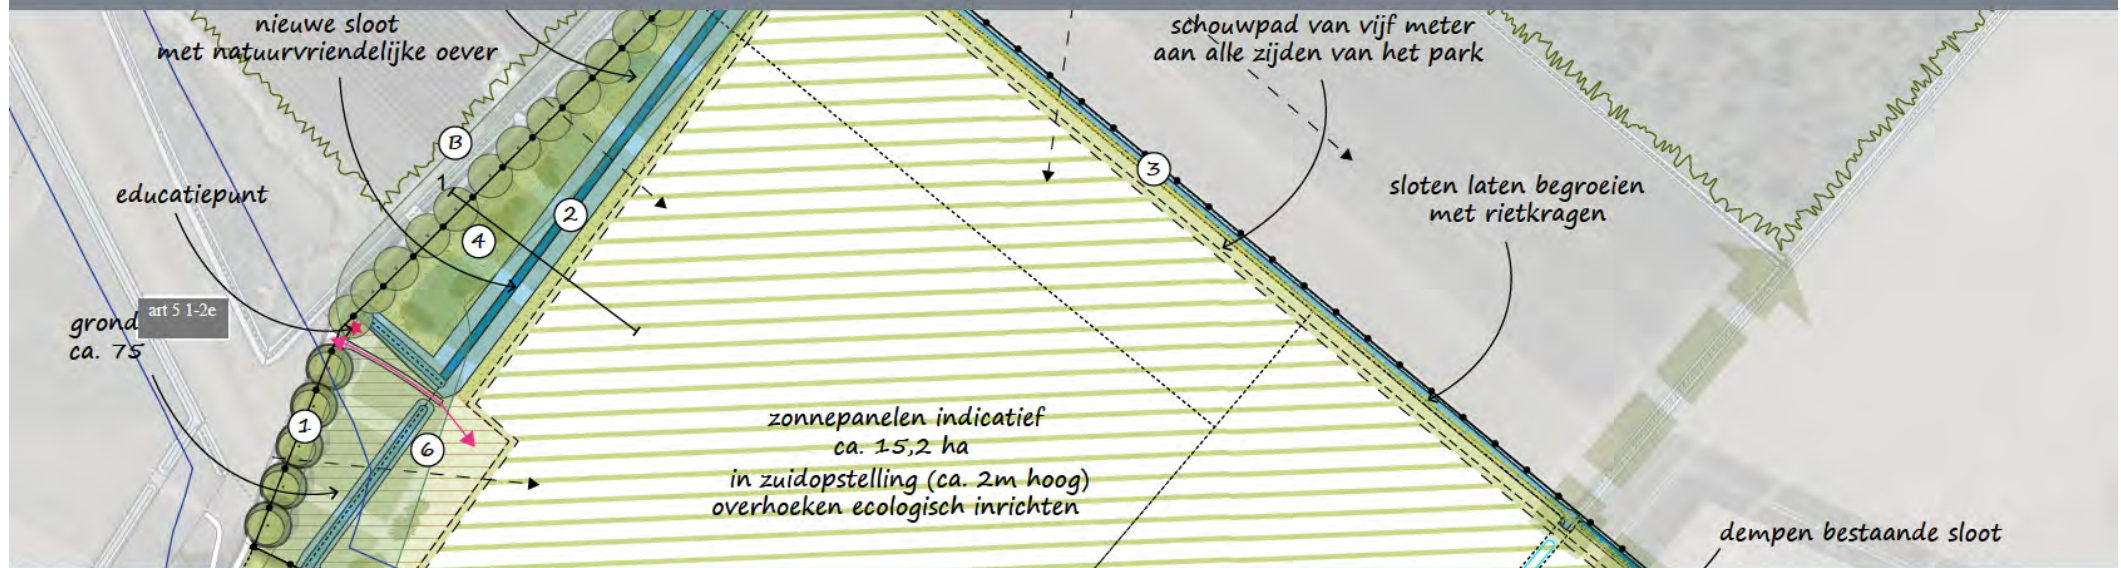 nieuwe sloot
met natuurvriendelijke oever
schouwpad van vijf meter
aan alle zijden van het park
B
3
1
educatiepunt
sloten laten begroeien
met rietkragen
2
4
art 5 1-2e
grond
ca. 75
1
6
zonnepanelen indicatief
ca. 15,2 ha
in zuidopstelling (ca. 2m hoog)
overhoeken ecologisch inrichten
dempen bestaande sloot